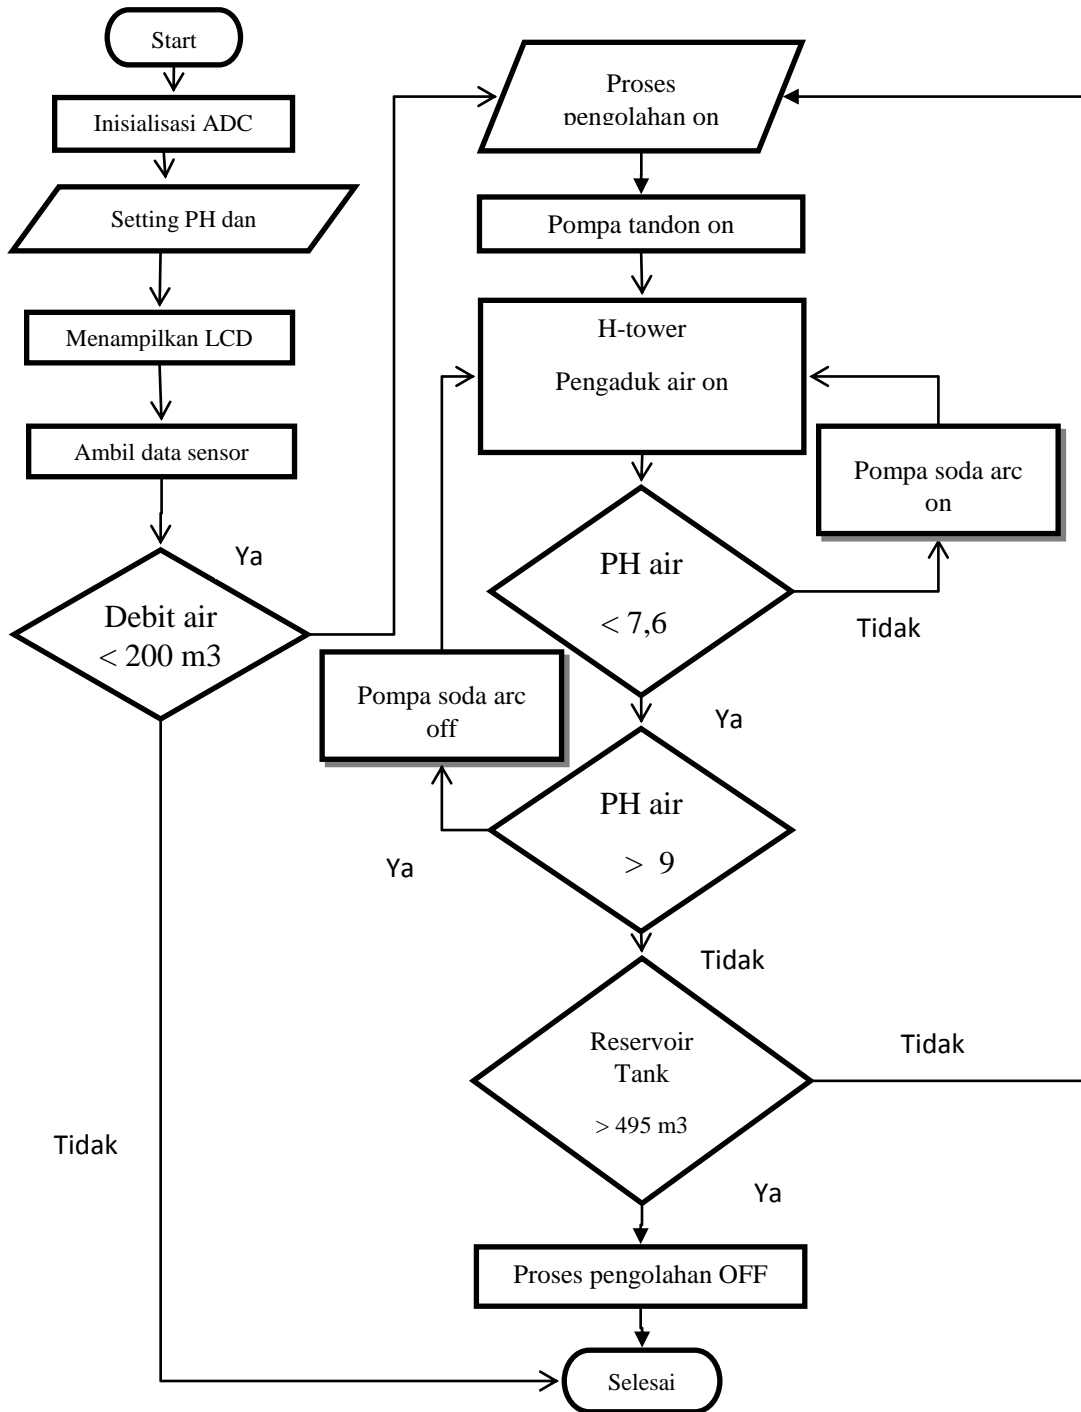 Start
Inisialisasi ADC
Setting PH dan
Menampilkan LCD
Ambil data sensor
Ya
Debit air
< 200 m3
Tidak
Proses
pengolahan on
Pompa tandon on
H-tower
Pengaduk air on
Pompa soda arc
on
PH air
< 7,6
Tidak
Pompa soda arc
off
Ya
PH air
> 9
Ya
Tidak
Reservoir
Tank
> 495 m3
Tidak
Ya
Proses pengolahan OFF
Selesai